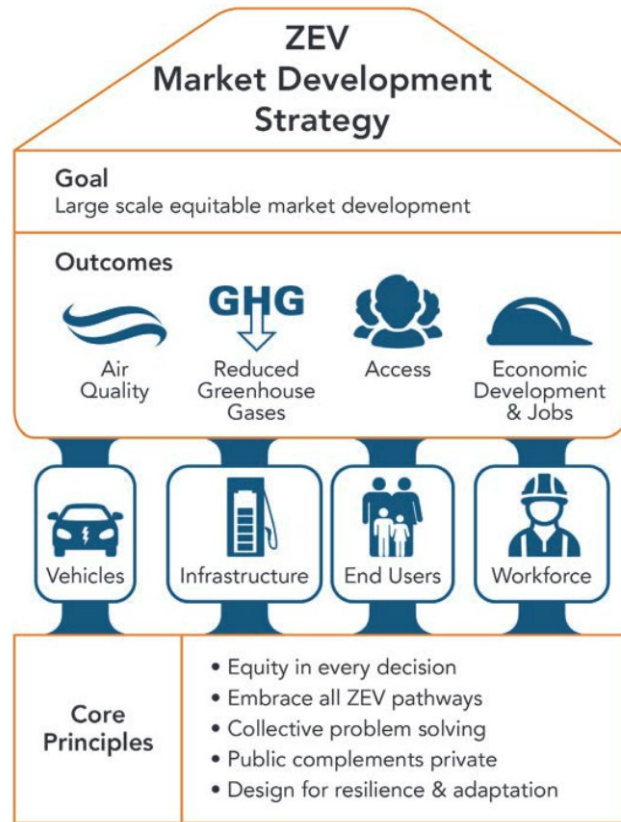 ZEV
Market Development
Strategy
Goal
Large scale equitable market development
Outcomes
GHG
Air
Quality
Reduced
Greenhouse
Gases
Access
Economic
Development
& Jobs
Vehicles
Infrastructure
End Users
Workforce
Core
Principles
• Equity in every decision
• Embrace all ZEV pathways
• Collective problem solving
• Public complements private
• Design for resilience & adaptation